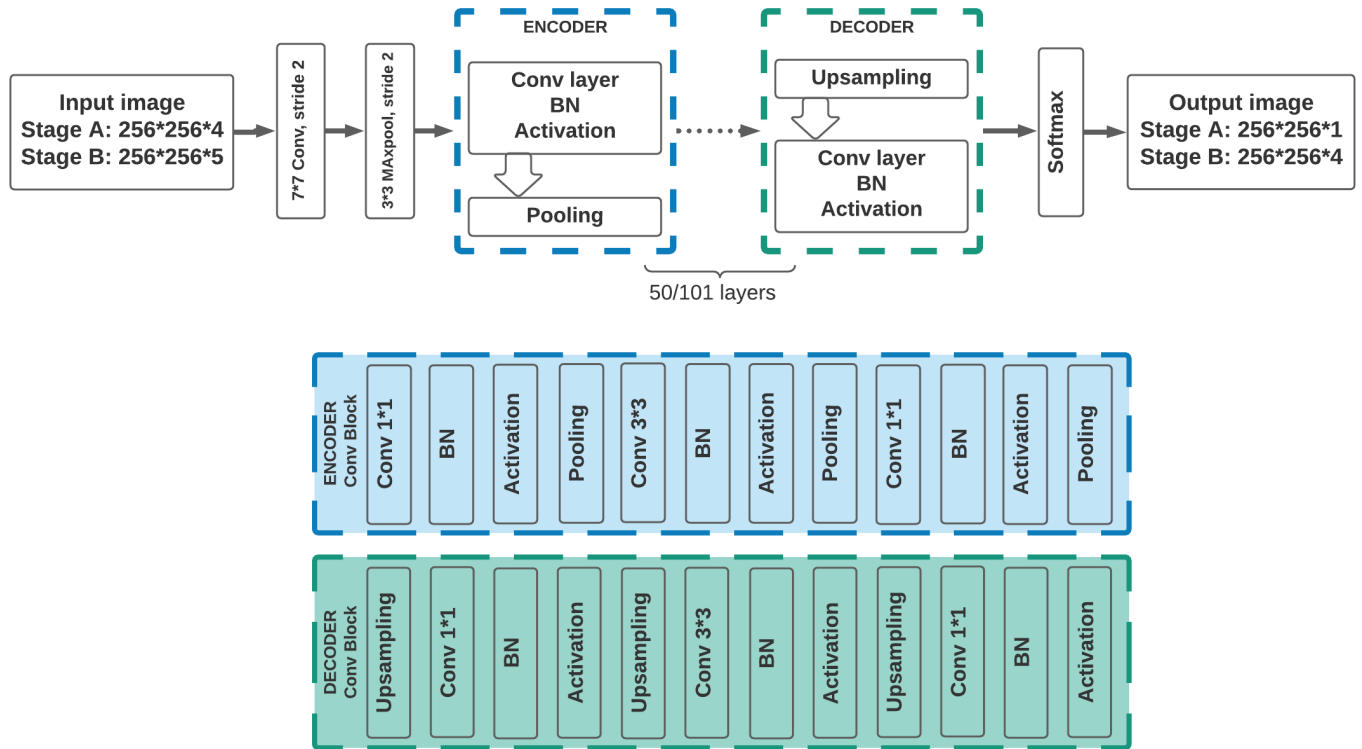 Input image
Stage A: 256*256*4
Stage B: 256*256*5
7*7 Conv, stride 2
3*3 MAxpool, stride 2
ENCODER
Conv layer
BN
Activation
Pooling
DECODER
Upsampling
Conv layer
BN
Activation
Softmax
Output image
Stage A: 256*256*1
Stage B: 256*256*4
50/101 layers
ENCODER
Conv Block
Conv 1*1
BN
Activation
Pooling
Conv 3*3
BN
Activation
Pooling
Conv 1*1
BN
Activation
Pooling
DECODER
Conv Block
Upsampling
Conv 1*1
BN
Activation
Upsampling
Conv 3*3
BN
Activation
Upsampling
Conv 1*1
BN
Activation